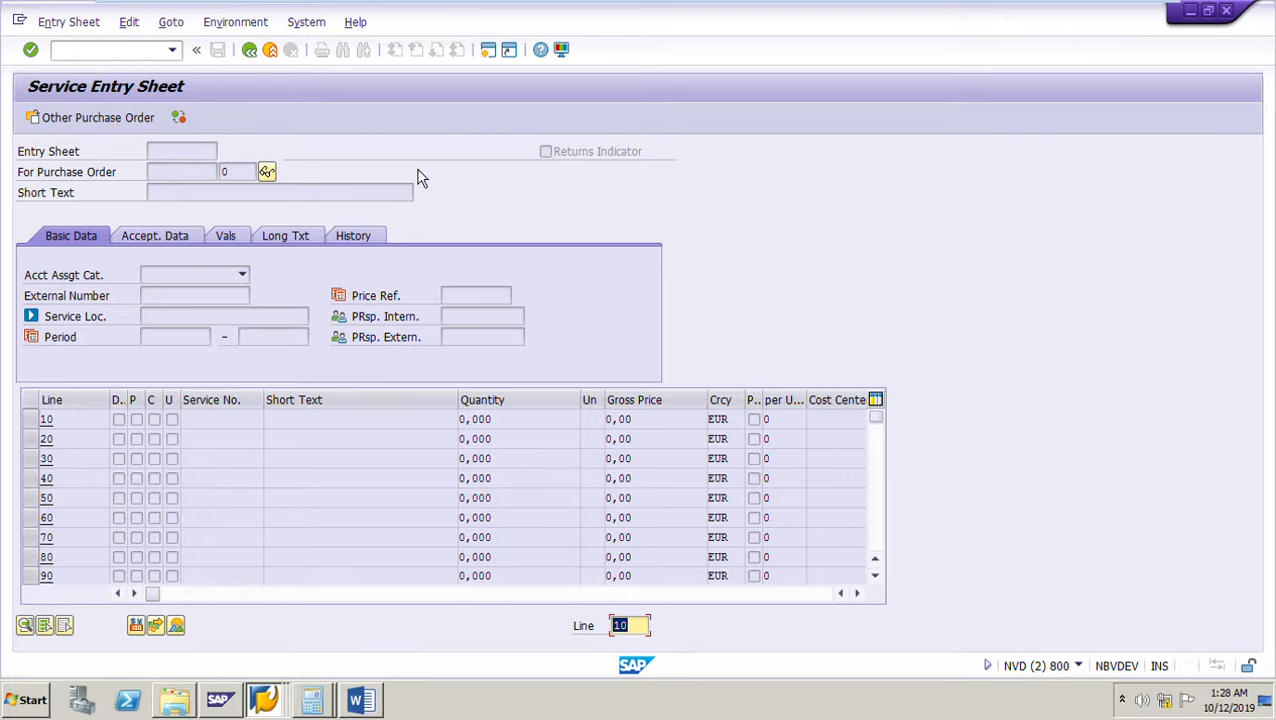 Entry Sheet Edit Goto Environment System Help
Service Entry Sheet
Other Purchase Order
Entry Sheet Returns Indicator
For Purchase Order 0
Short Text
Basic Data Accept. Data Vals Long Txt History
Acct Assgt Cat.
External Number Price Ref.
Service Loc. PRsp. Intern.
Period – PRsp. Extern.
Line D.. P C U Service No. Short Text Quantity Un Gross Price Crcy P.. per U... Cost Cente
10 0,000 0,00 EUR 0
20 0,000 0,00 EUR 0
30 0,000 0,00 EUR 0
40 0,000 0,00 EUR 0
50 0,000 0,00 EUR 0
60 0,000 0,00 EUR 0
70 0,000 0,00 EUR 0
80 0,000 0,00 EUR 0
90 0,000 0,00 EUR 0
Line 10
SAP NVD (2) 800 NBVDEV INS
Start SAP 1:28 AM
10/12/2019